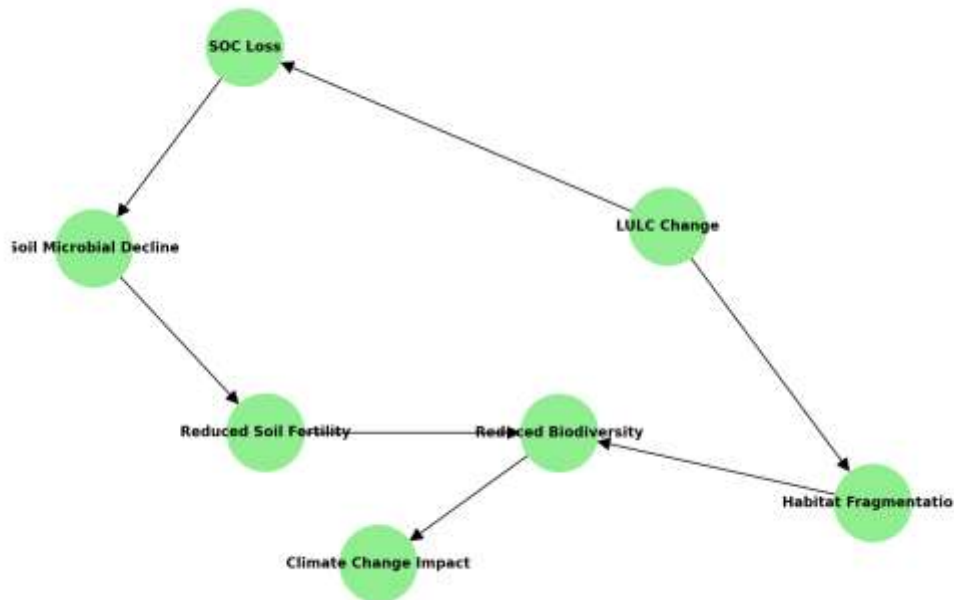 SOC Loss
LULC Change
Soil Microbial Decline
Reduced Soil Fertility
Reduced Biodiversity
Habitat Fragmentatio
Climate Change Impact